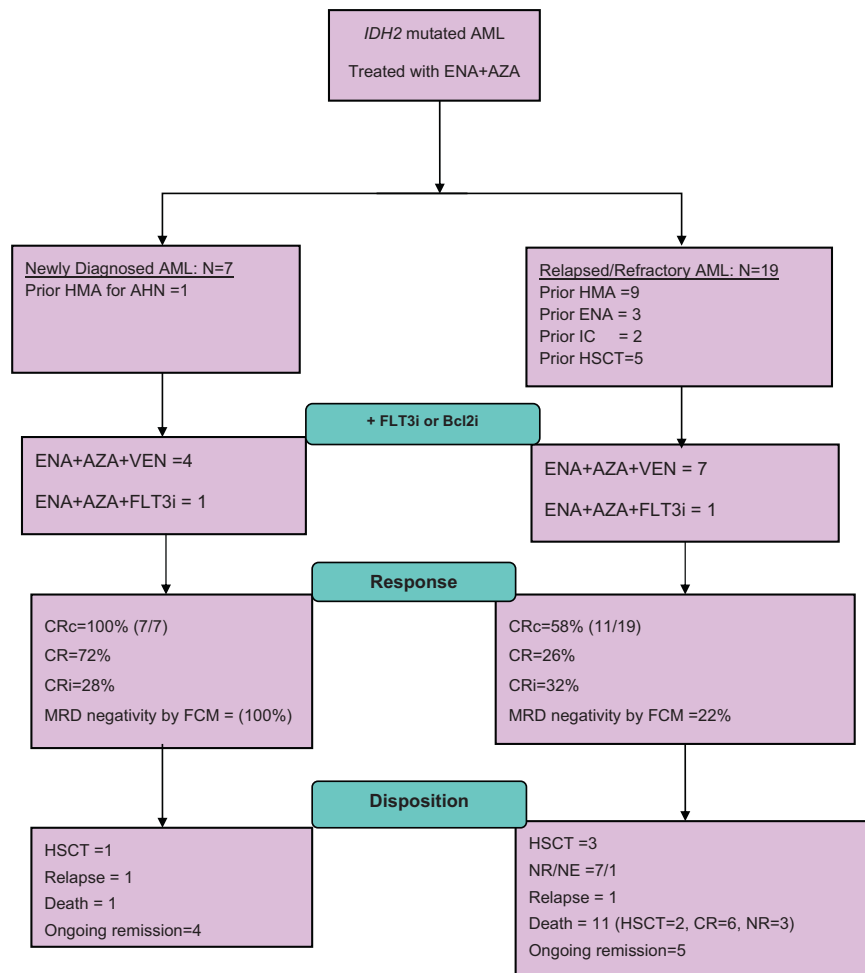 IDH2 mutated AML
Treated with ENA+AZA
Newly Diagnosed AML: N=7
Prior HMA for AHN =1
Relapsed/Refractory AML: N=19
Prior HMA =9
Prior ENA = 3
Prior IC = 2
Prior HSCT=5
+ FLT3i or Bcl2i
ENA+AZA+VEN =4
ENA+AZA+FLT3i = 1
ENA+AZA+VEN = 7
ENA+AZA+FLT3i = 1
Response
CRc=100% (7/7)
CR=72%
CRi=28%
MRD negativity by FCM = (100%)
CRc=58% (11/19)
CR=26%
CRi=32%
MRD negativity by FCM =22%
Disposition
HSCT =1
Relapse = 1
Death = 1
Ongoing remission=4
HSCT =3
NR/NE =7/1
Relapse = 1
Death = 11 (HSCT=2, CR=6, NR=3)
Ongoing remission=5